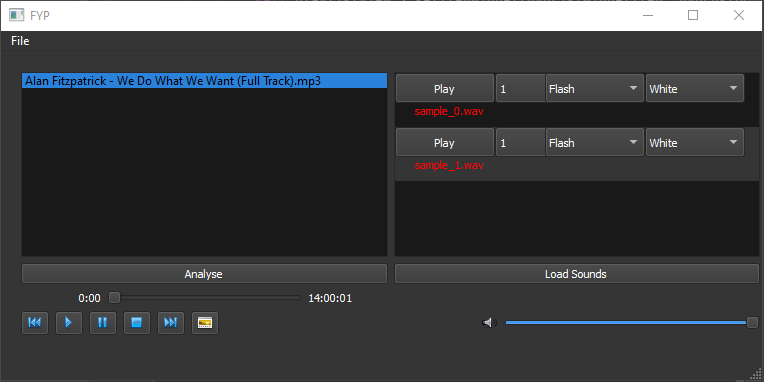 FYP
File
Alan Fitzpatrick - We Do What We Want (Full Track).mp3
Play 1 Flash White
sample_0.wav
Play 1 Flash White
sample_1.wav
Analyse Load Sounds
0:00 14:00:01